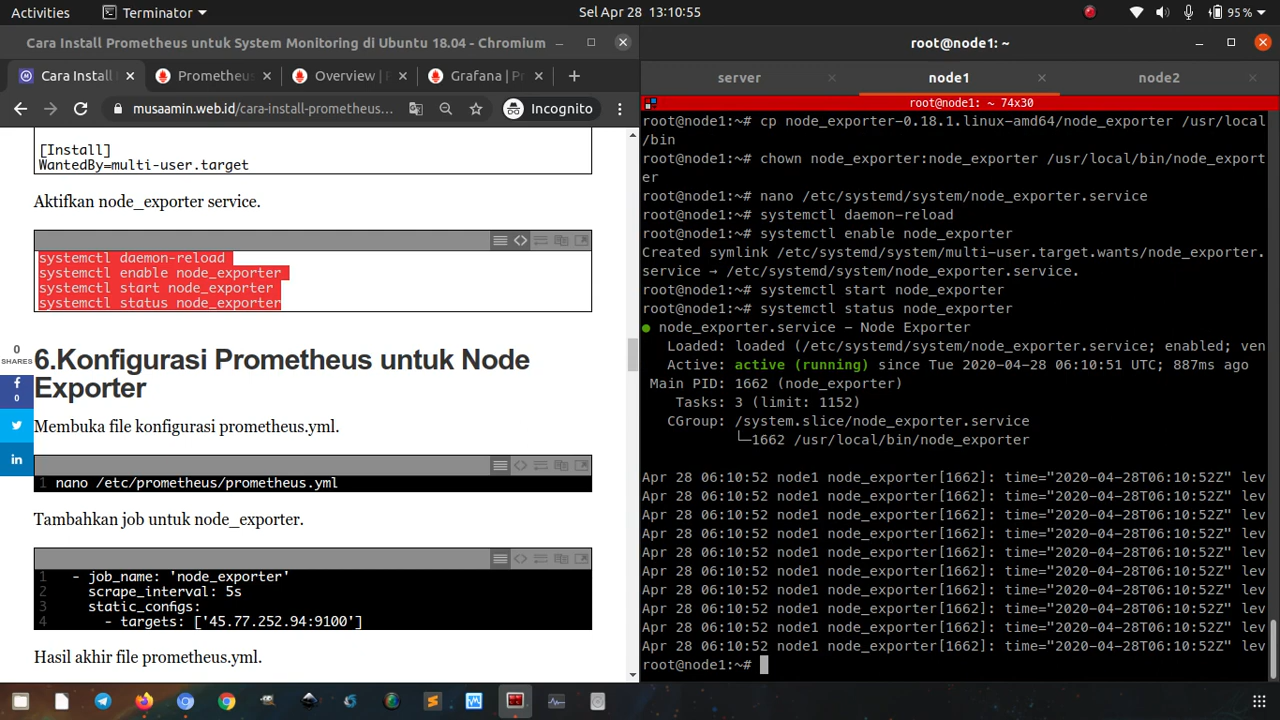 Activities
Terminator
Sel Apr 28 13:10:55
95 %
Cara Install Prometheus untuk System Monitoring di Ubuntu 18.04 - Chromium
Cara Install
Prometheus
Overview | P
Grafana | Pr
musaamin.web.id/cara-install-prometheus...
Incognito
[Install]
WantedBy=multi-user.target
Aktifkan node_exporter service.
systemctl daemon-reload
systemctl enable node_exporter
systemctl start node_exporter
systemctl status node_exporter
0
SHARES
0
6.Konfigurasi Prometheus untuk Node
Exporter
Membuka file konfigurasi prometheus.yml.
1 nano /etc/prometheus/prometheus.yml
Tambahkan job untuk node_exporter.
1 - job_name: 'node_exporter'
2 scrape_interval: 5s
3 static_configs:
4 - targets: ['45.77.252.94:9100']
Hasil akhir file prometheus.yml.
root@node1: ~
server
node1
node2
root@node1: ~ 74x30
root@node1:~# cp node_exporter-0.18.1.linux-amd64/node_exporter /usr/local
/bin
root@node1:~# chown node_exporter:node_exporter /usr/local/bin/node_export
er
root@node1:~# nano /etc/systemd/system/node_exporter.service
root@node1:~# systemctl daemon-reload
root@node1:~# systemctl enable node_exporter
Created symlink /etc/systemd/system/multi-user.target.wants/node_exporter.
service → /etc/systemd/system/node_exporter.service.
root@node1:~# systemctl start node_exporter
root@node1:~# systemctl status node_exporter
● node_exporter.service - Node Exporter
Loaded: loaded (/etc/systemd/system/node_exporter.service; enabled; ven
Active: active (running) since Tue 2020-04-28 06:10:51 UTC; 887ms ago
Main PID: 1662 (node_exporter)
Tasks: 3 (limit: 1152)
CGroup: /system.slice/node_exporter.service
└─1662 /usr/local/bin/node_exporter
Apr 28 06:10:52 node1 node_exporter[1662]: time="2020-04-28T06:10:52Z" lev
Apr 28 06:10:52 node1 node_exporter[1662]: time="2020-04-28T06:10:52Z" lev
Apr 28 06:10:52 node1 node_exporter[1662]: time="2020-04-28T06:10:52Z" lev
Apr 28 06:10:52 node1 node_exporter[1662]: time="2020-04-28T06:10:52Z" lev
Apr 28 06:10:52 node1 node_exporter[1662]: time="2020-04-28T06:10:52Z" lev
Apr 28 06:10:52 node1 node_exporter[1662]: time="2020-04-28T06:10:52Z" lev
Apr 28 06:10:52 node1 node_exporter[1662]: time="2020-04-28T06:10:52Z" lev
Apr 28 06:10:52 node1 node_exporter[1662]: time="2020-04-28T06:10:52Z" lev
Apr 28 06:10:52 node1 node_exporter[1662]: time="2020-04-28T06:10:52Z" lev
Apr 28 06:10:52 node1 node_exporter[1662]: time="2020-04-28T06:10:52Z" lev
root@node1:~#